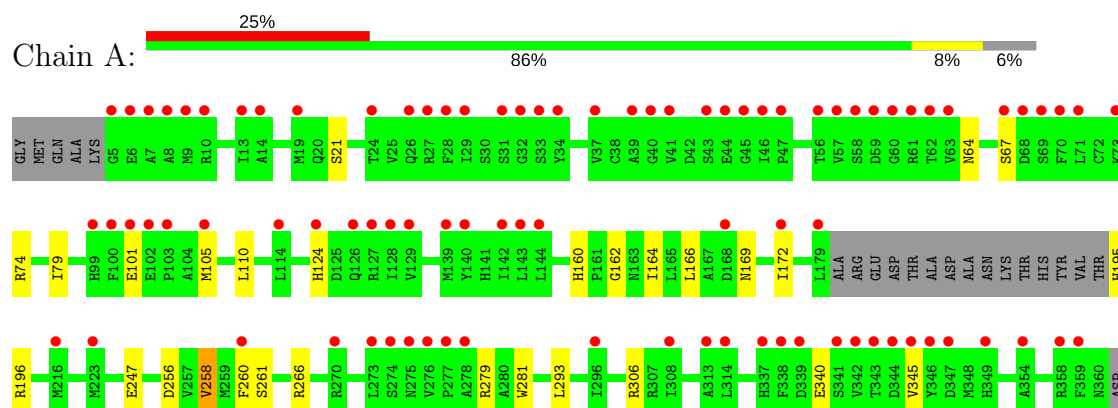 25%
Chain A:
86% 8% 6%
GLY MET GLN ALA LYS G5 E6 A7 A8 M9 R10 I13 A14 M19 Q20 S21 T24 V25 Q26 R27 F28 I29 S30 S31 G32 S33 Y34 V37 C38 A39 G40 V41 D42 S43 E44 G45 I46 P47 T56 V57 S58 D59 G60 R61 T62 V63 N64 S67 D68 S69 F70 L71 C72 K73
R74 I79 H99 F100 E101 E102 P103 A104 M105 L110 L114 H124 D125 Q126 R127 I128 V129 M139 Y140 H141 I142 L143 L144 H160 P161 G162 N163 I164 L165 L166 A167 D168 N169 I172 L179 ALA ARG GLU ASP THR ALA ASP ALA ASN LYS THR HIS TYR VAL THR H195
R196 M216 M223 E247 D256 V257 V258 M259 F260 S261 R266 R270 L273 S274 N275 V276 P277 A278 R279 A280 W281 L293 I296 R306 R307 I308 A313 L314 H337 F338 D339 E340 S341 V342 T343 D344 V345 Y346 D347 M348 H349 A354 R358 F359 N360 ASP